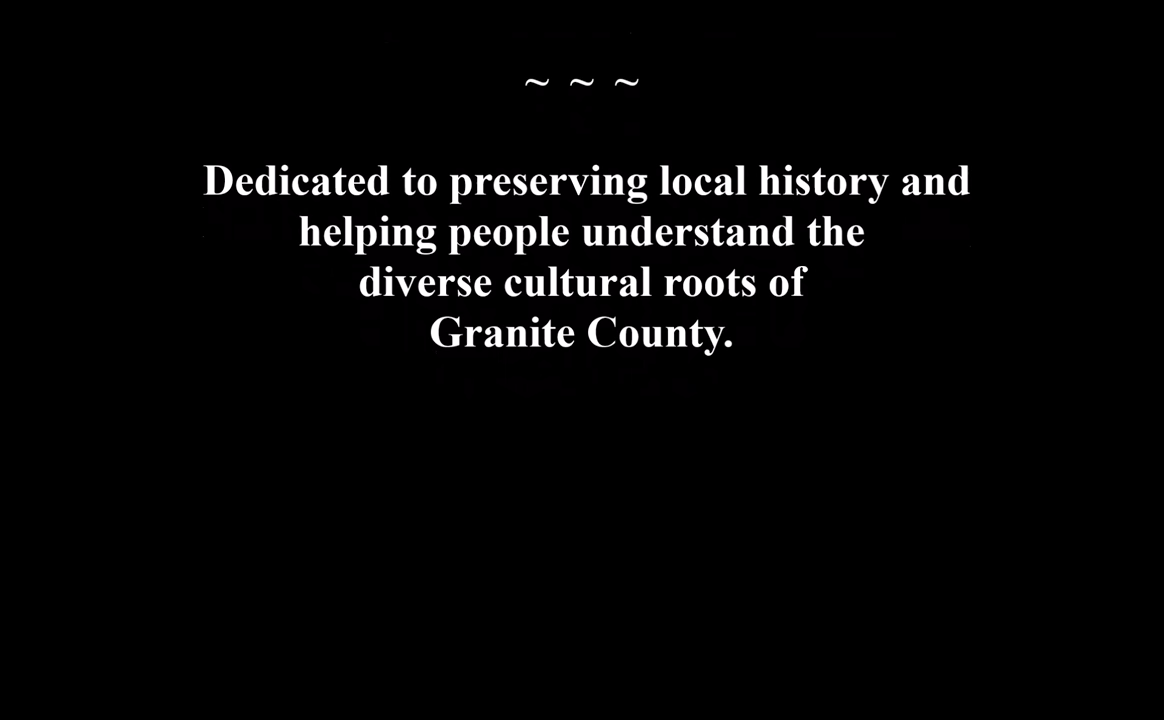 ~ ~ ~
Dedicated to preserving local history and
helping people understand the
diverse cultural roots of
Granite County.